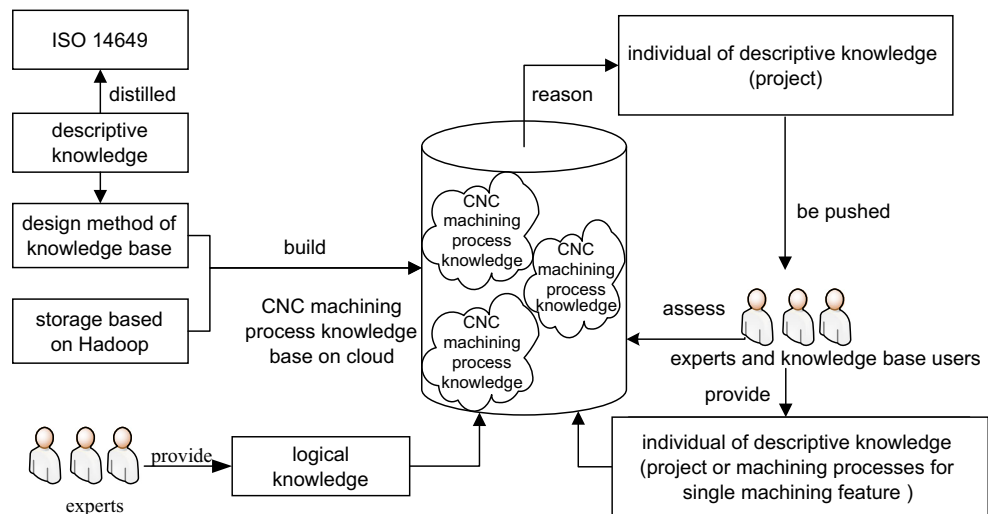 ISO 14649
distilled
descriptive
knowledge
design method of
knowledge base
storage based
on Hadoop
build
CNC machining
process knowledge
base on cloud
CNC
machining
process
knowledge
CNC
machining
process
knowledge
CNC
machining
process
knowledge
reason
individual of descriptive knowledge
(project)
be pushed
assess
experts and knowledge base users
provide
individual of descriptive knowledge
(project or machining processes for
single machining feature )
experts
provide
logical
knowledge